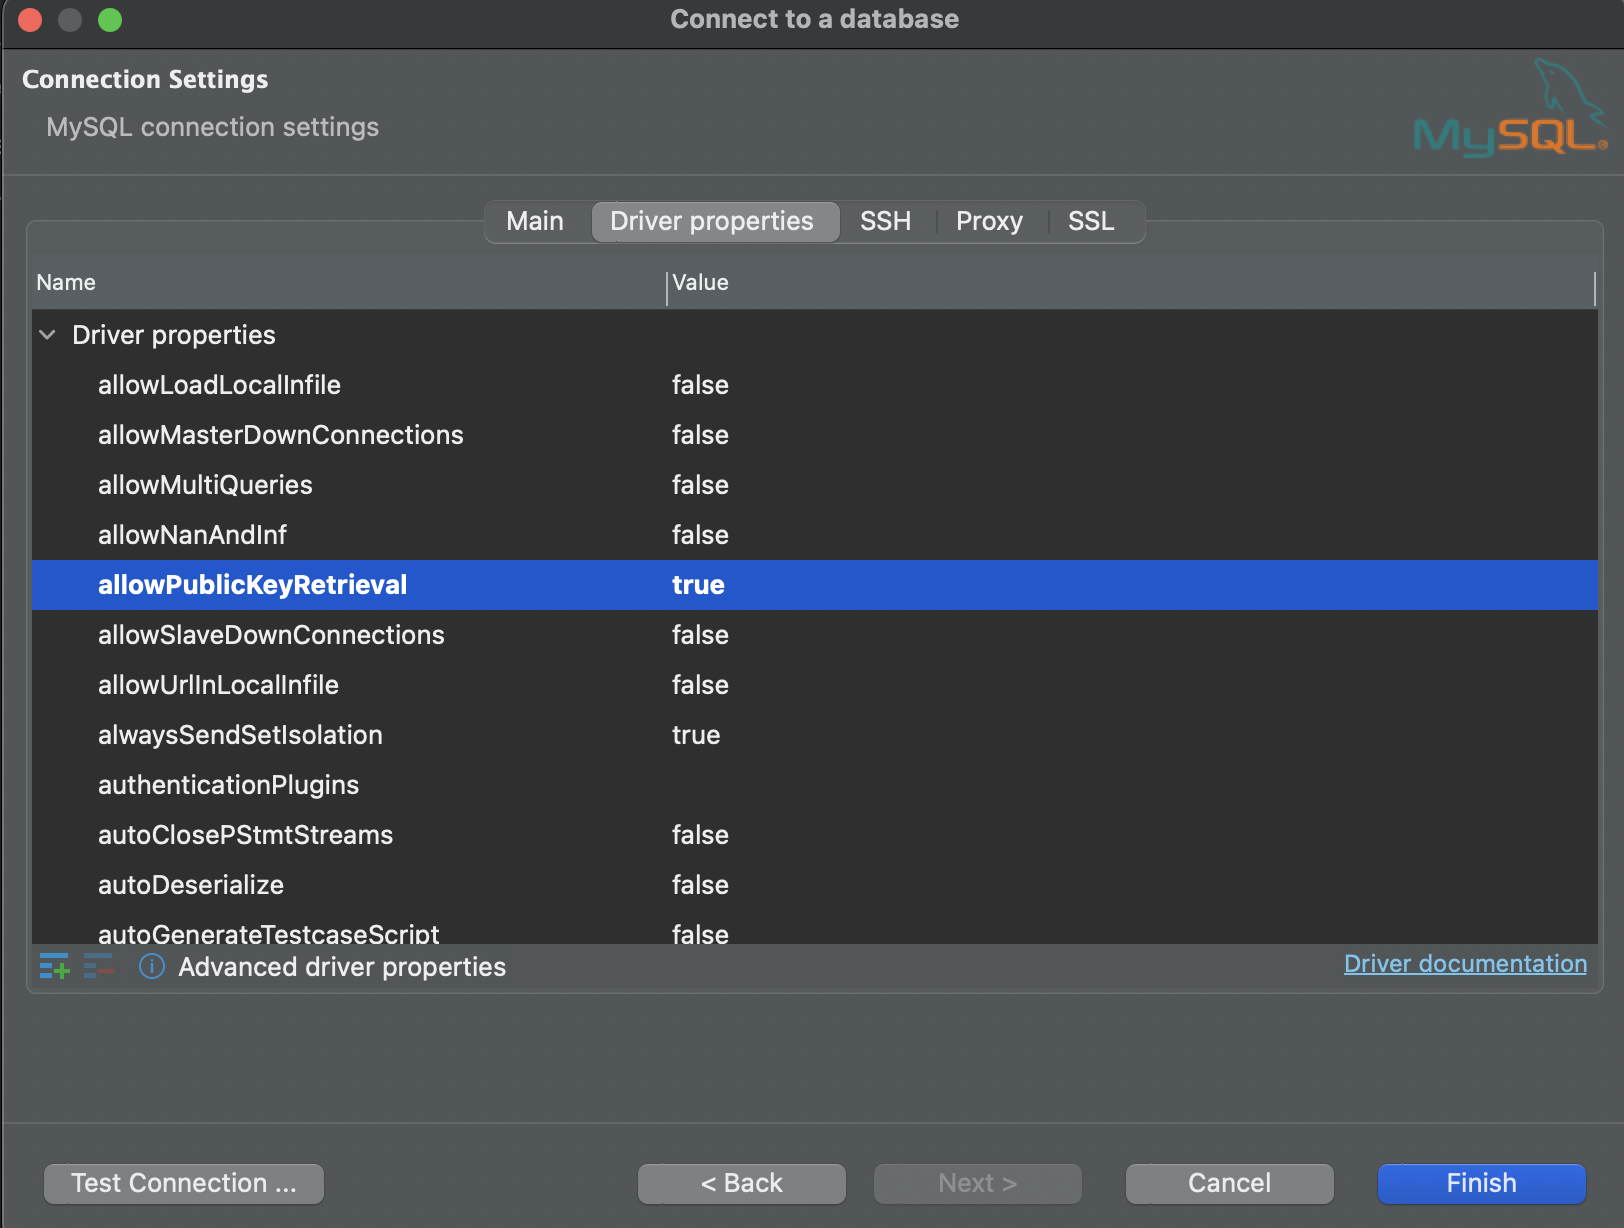 Connect to a database
Connection Settings
MySQL connection settings
MySQL®
Main Driver properties SSH Proxy SSL
Name Value
Driver properties
allowLoadLocalInfile false
allowMasterDownConnections false
allowMultiQueries false
allowNanAndInf false
allowPublicKeyRetrieval true
allowSlaveDownConnections false
allowUrlInLocalInfile false
alwaysSendSetIsolation true
authenticationPlugins
autoClosePStmtStreams false
autoDeserialize false
autoGenerateTestcaseScript false
Advanced driver properties Driver documentation
Test Connection ... < Back Next > Cancel Finish